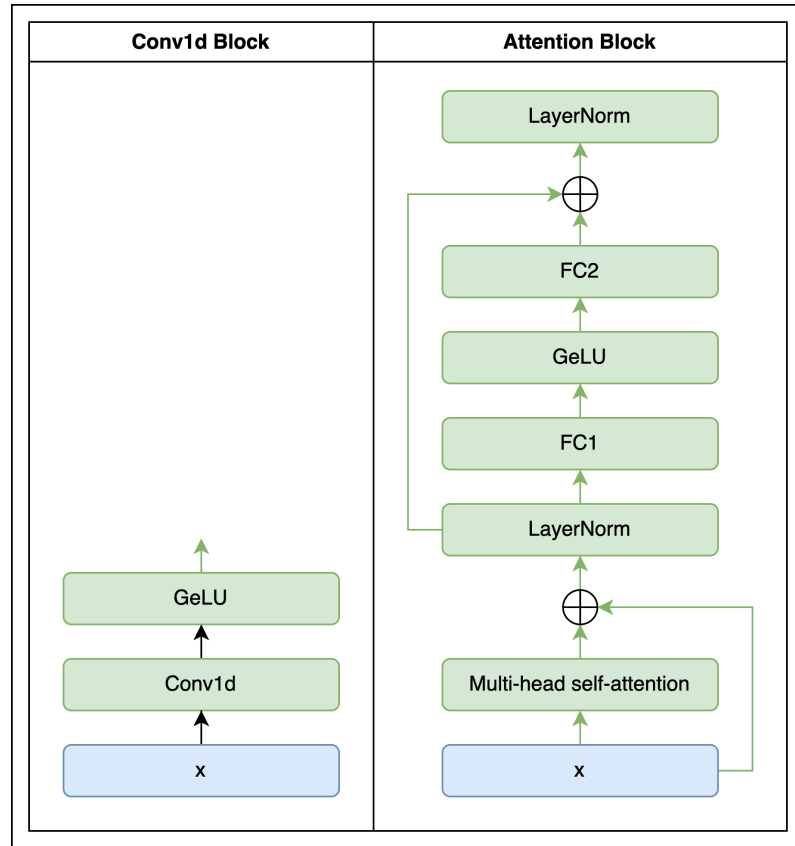 Conv1d Block
GeLU
Conv1d
x
Attention Block
LayerNorm
FC2
GeLU
FC1
LayerNorm
Multi-head self-attention
x